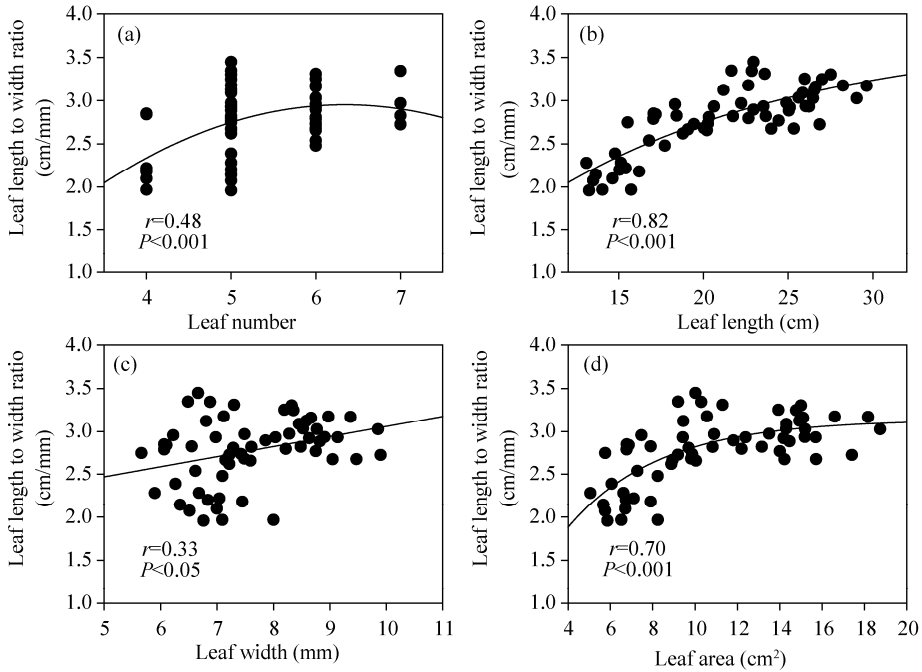 (a)
Leaf length to width ratio
(cm/mm)
4.0
3.5
3.0
2.5
2.0
1.5
1.0
r=0.48
P<0.001
4
5
6
7
Leaf number
(b)
Leaf length to width ratio
(cm/mm)
4.0
3.5
3.0
2.5
2.0
1.5
1.0
r=0.82
P<0.001
15
20
25
30
Leaf length (cm)
(c)
Leaf length to width ratio
(cm/mm)
4.0
3.5
3.0
2.5
2.0
1.5
1.0
r=0.33
P<0.05
5
6
7
8
9
10
11
Leaf width (mm)
(d)
Leaf length to width ratio
(cm/mm)
4.0
3.5
3.0
2.5
2.0
1.5
1.0
r=0.70
P<0.001
4
6
8
10
12
14
16
18
20
Leaf area (cm²)